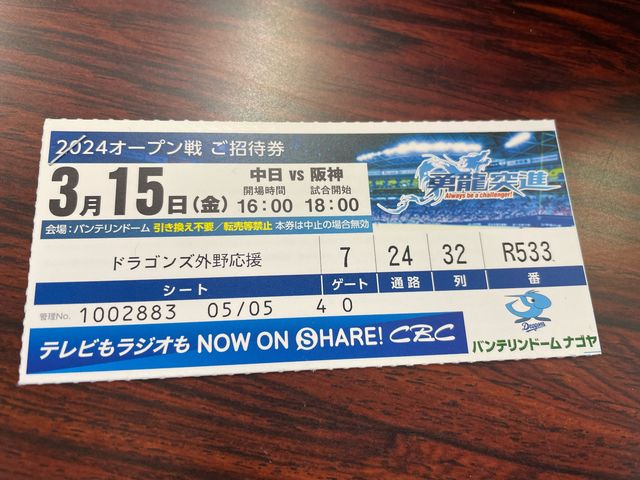 2024オープン戦 ご招待券
3月15日(金)
中日 vs 阪神
開場時間 試合開始
16:00 18:00
会場：バンテリンドーム 引き換え不要／転売等禁止 本券は中止の場合無効
勇龍突進
Always be a challenger!
ドラゴンズ外野応援 7 24 32 R533
シート ゲート 通路 列 番
管理No. 1002883 05/05 4 0
Dragons
テレビもラジオも NOW ON SHARE! CBC
バンテリンドーム ナゴヤ